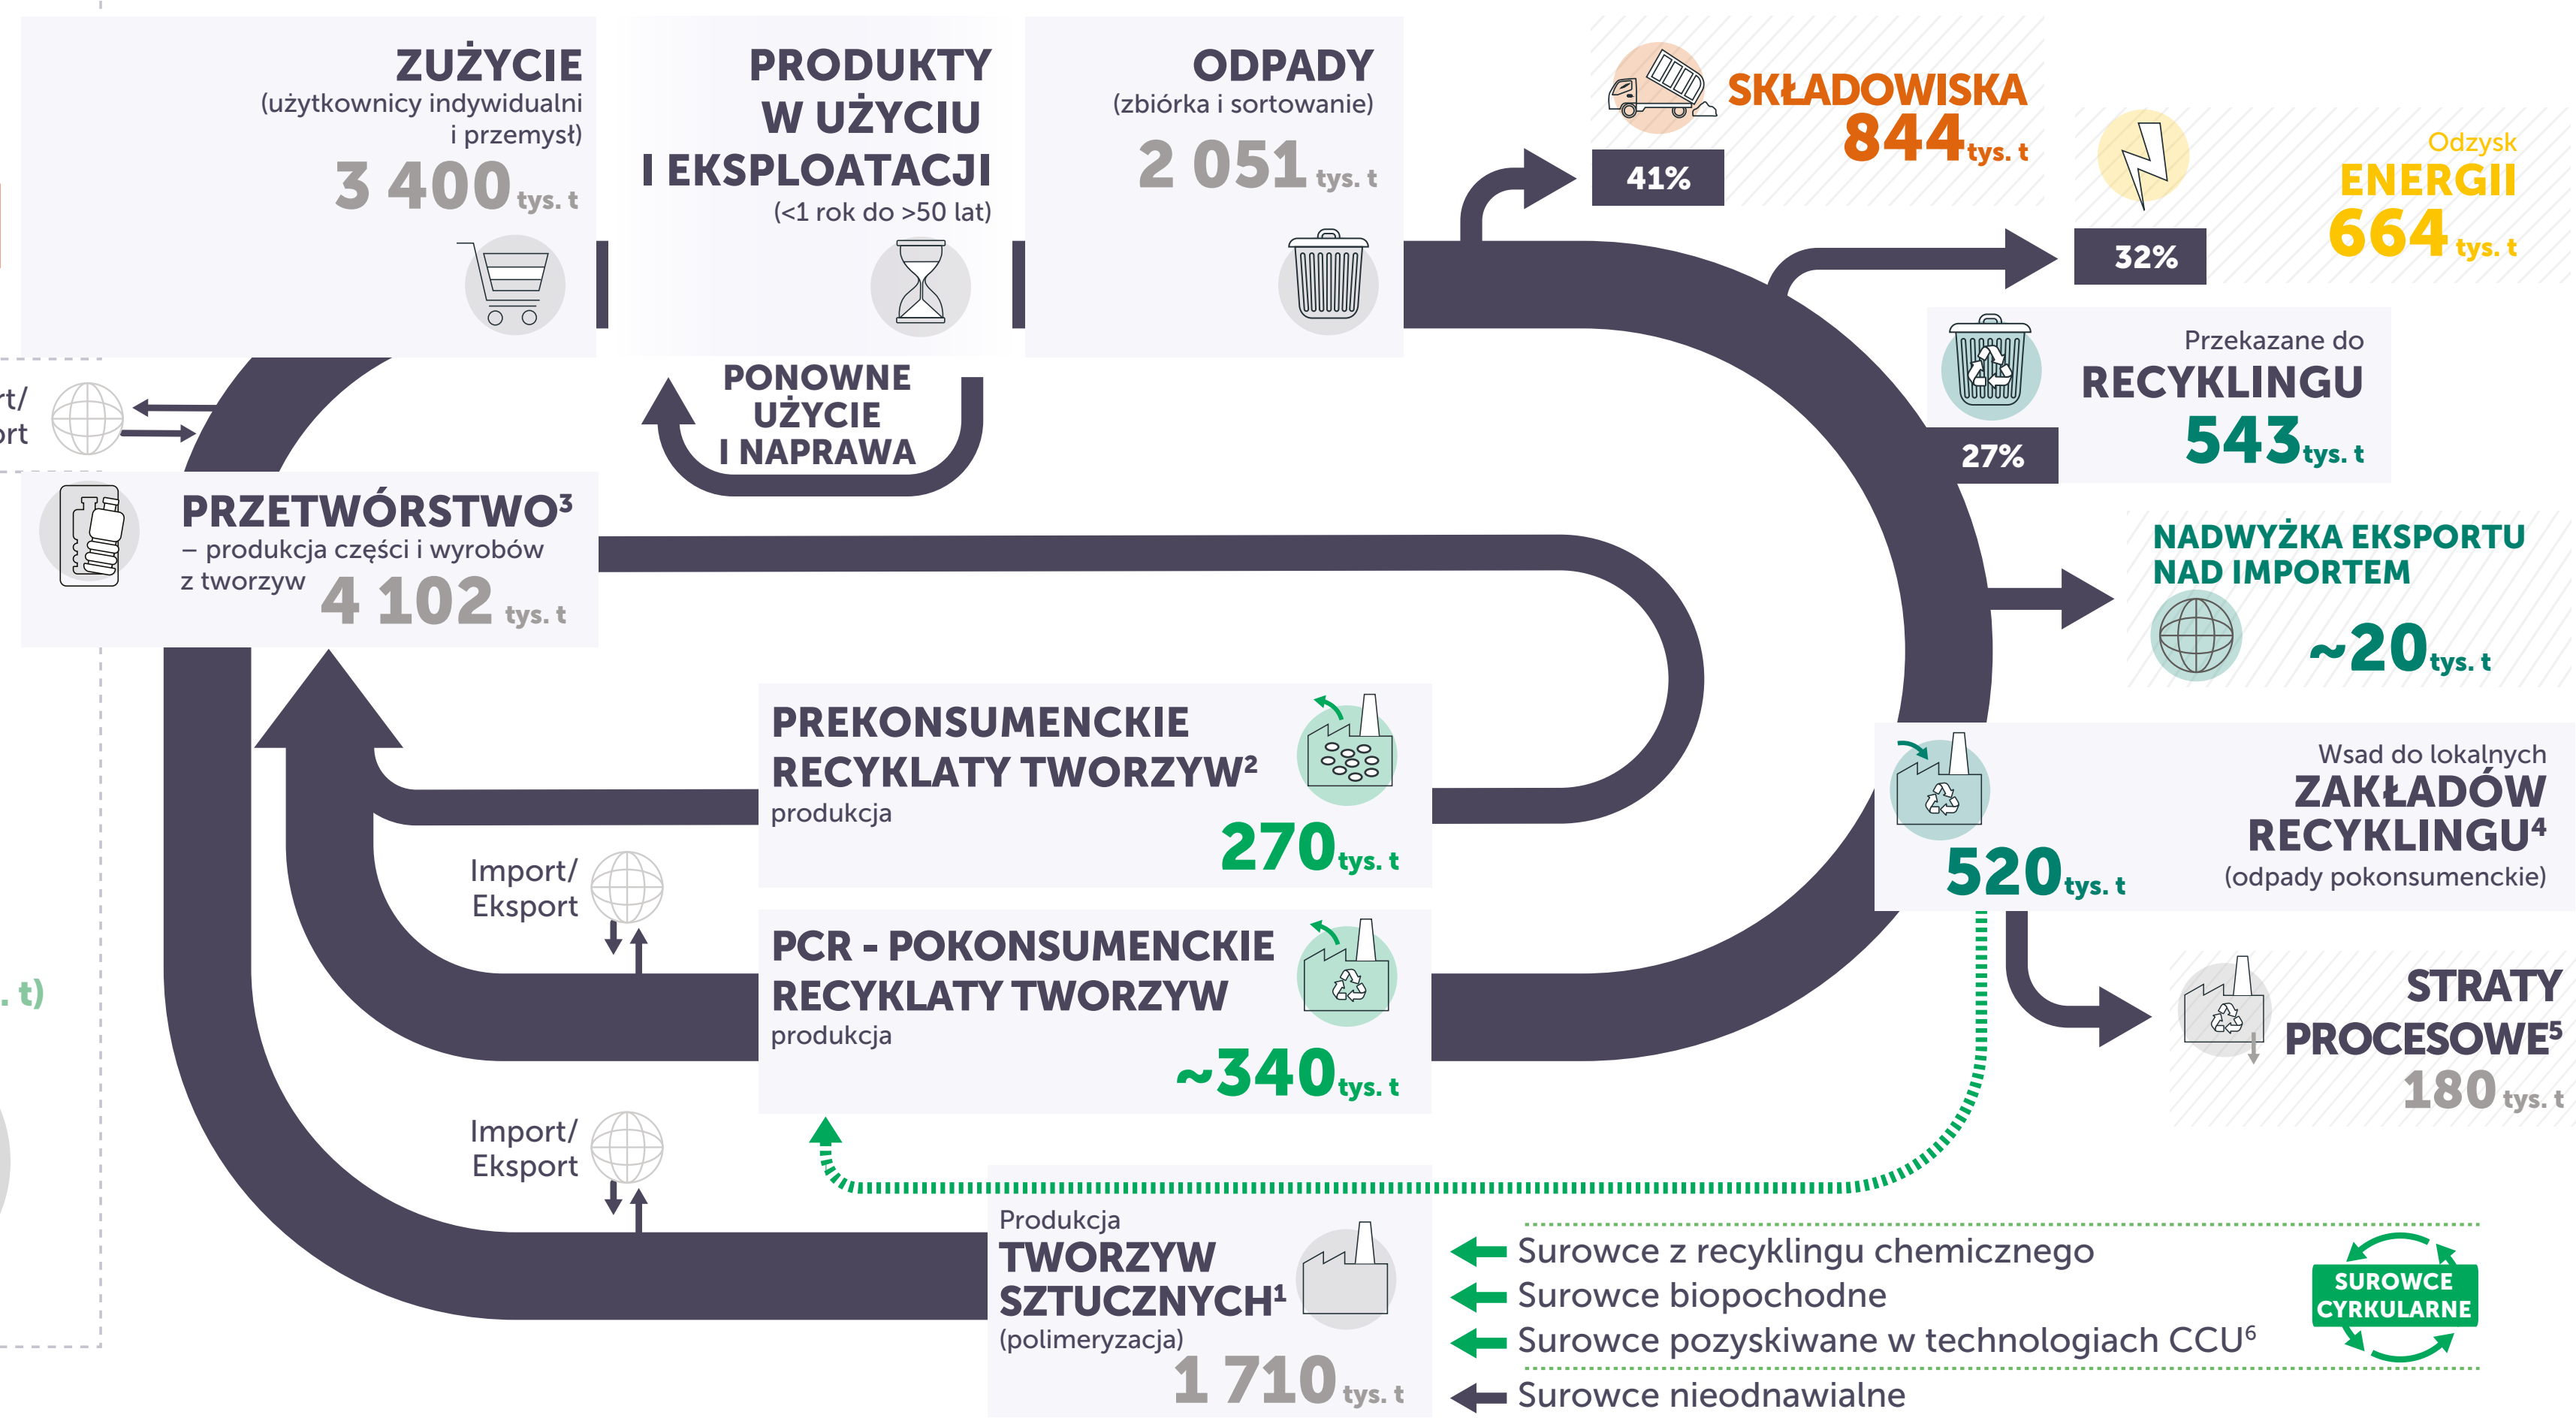 ZUŻYCIE
(użytkownicy indywidualni
i przemysł)
3 400 tys. t
PRODUKTY
W UŻYCIU
I EKSPLOATACJI
(<1 rok do >50 lat)
ODPADY
(zbiórka i sortowanie)
2 051 tys. t
SKŁADOWISKA
844 tys. t
41%
Odzysk
ENERGII
664 tys. t
32%
Przekazane do
RECYKLINGU
543 tys. t
27%
PONOWNE
UŻYCIE
I NAPRAWA
rt/
ort
PRZETWÓRSTWO³
– produkcja części i wyrobów
z tworzyw 4 102 tys. t
NADWYŻKA EKSPORTU
NAD IMPORTEM
~20 tys. t
PREKONSUMENCKIE
RECYKLATY TWORZYW²
produkcja
270 tys. t
Wsad do lokalnych
ZAKŁADÓW
RECYKLINGU⁴
(odpady pokonsumenckie)
520 tys. t
Import/
Eksport
PCR - POKONSUMENCKIE
RECYKLATY TWORZYW
produkcja
~340 tys. t
STRATY
PROCESOWE⁵
180 tys. t
. t)
Import/
Eksport
Produkcja
TWORZYW
SZTUCZNYCH¹
(polimeryzacja)
1 710 tys. t
Surowce z recyklingu chemicznego
Surowce biopochodne
Surowce pozyskiwane w technologiach CCU⁶
Surowce nieodnawialne
SUROWCE
CYRKULARNE